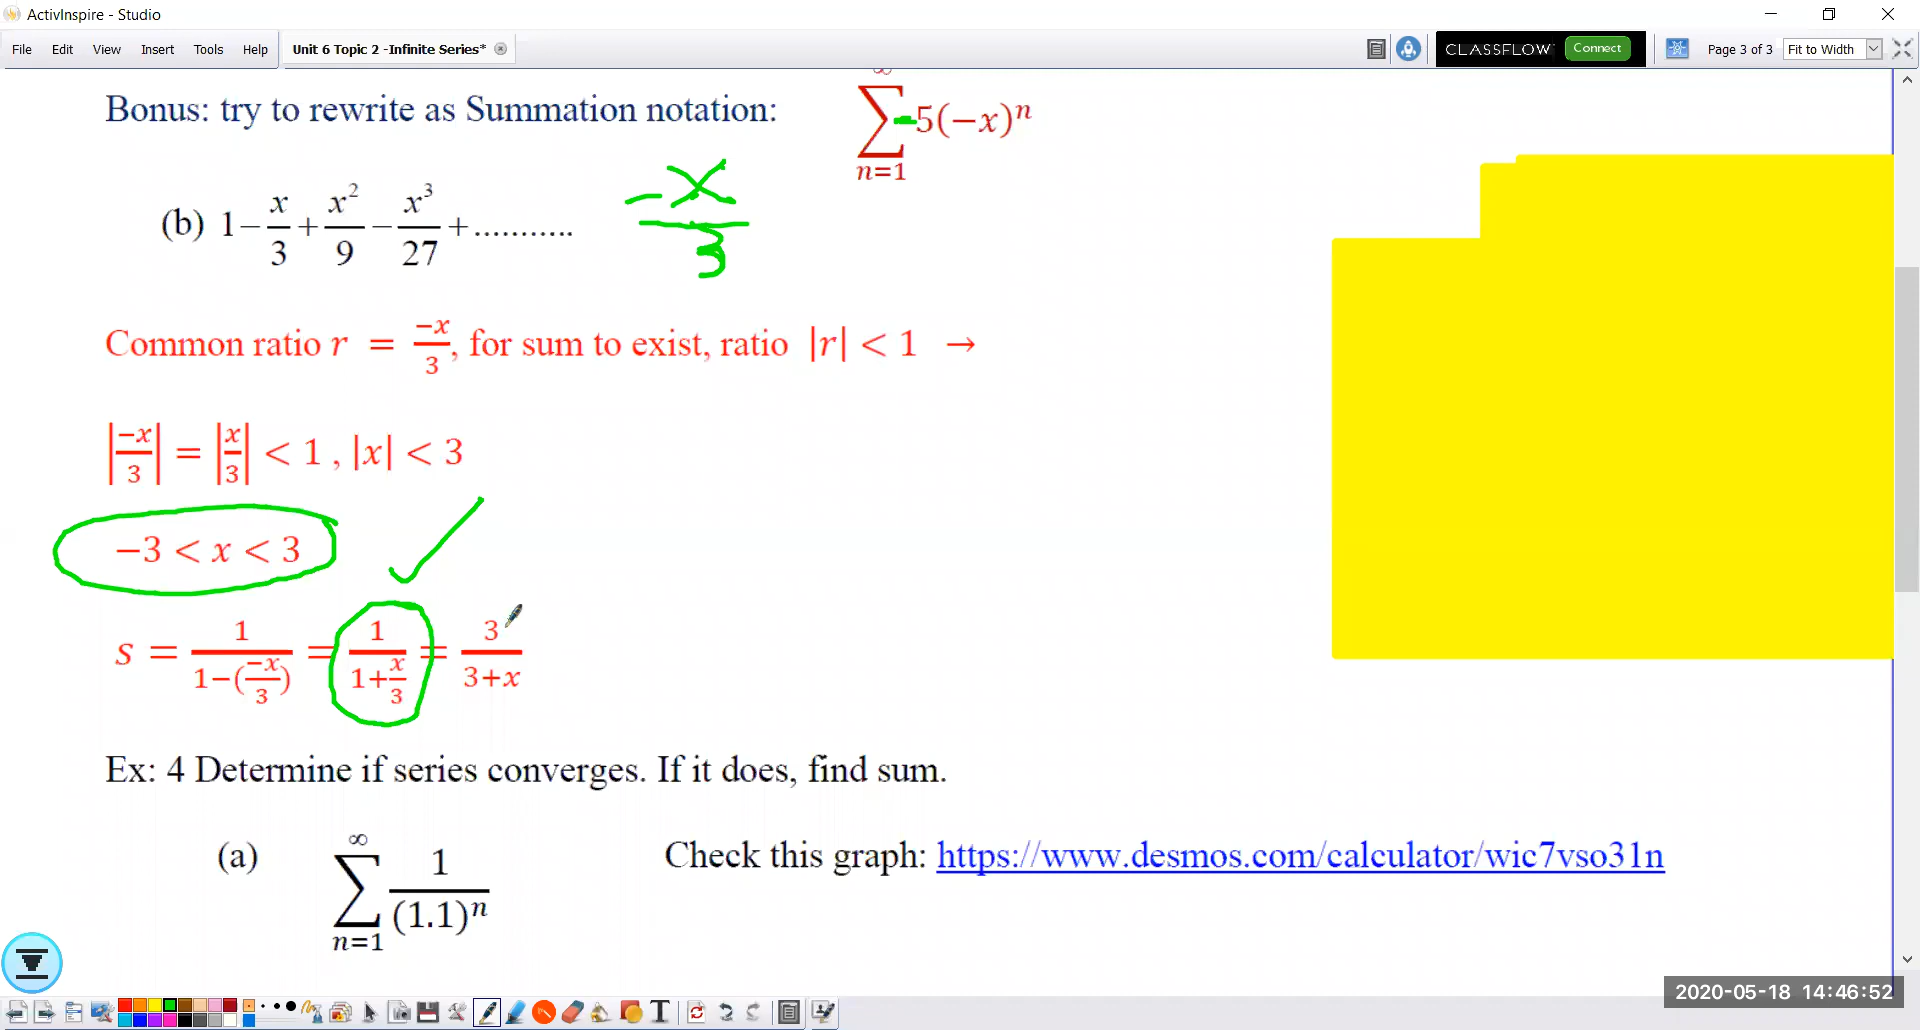 ActivInspire - Studio
File Edit View Insert Tools Help Unit 6 Topic 2 -Infinite Series* CLASSFLOW Connect Page 3 of 3 Fit to Width
Bonus: try to rewrite as Summation notation: ∞ ∑ n=1 -5(−x)ⁿ
(b) 1 − x/3 + x²/9 − x³/27 + ...........
-x/3
Common ratio r = −x/3, for sum to exist, ratio |r| < 1 →
|−x/3| = |x/3| < 1 , |x| < 3
−3 < x < 3
s = 1/(1−(−x/3)) = 1/(1+x/3) = 3/(3+x)
Ex: 4 Determine if series converges. If it does, find sum.
(a) ∞ ∑ n=1 1/(1.1)ⁿ Check this graph: https://www.desmos.com/calculator/wic7vso31n
2020-05-18 14:46:52